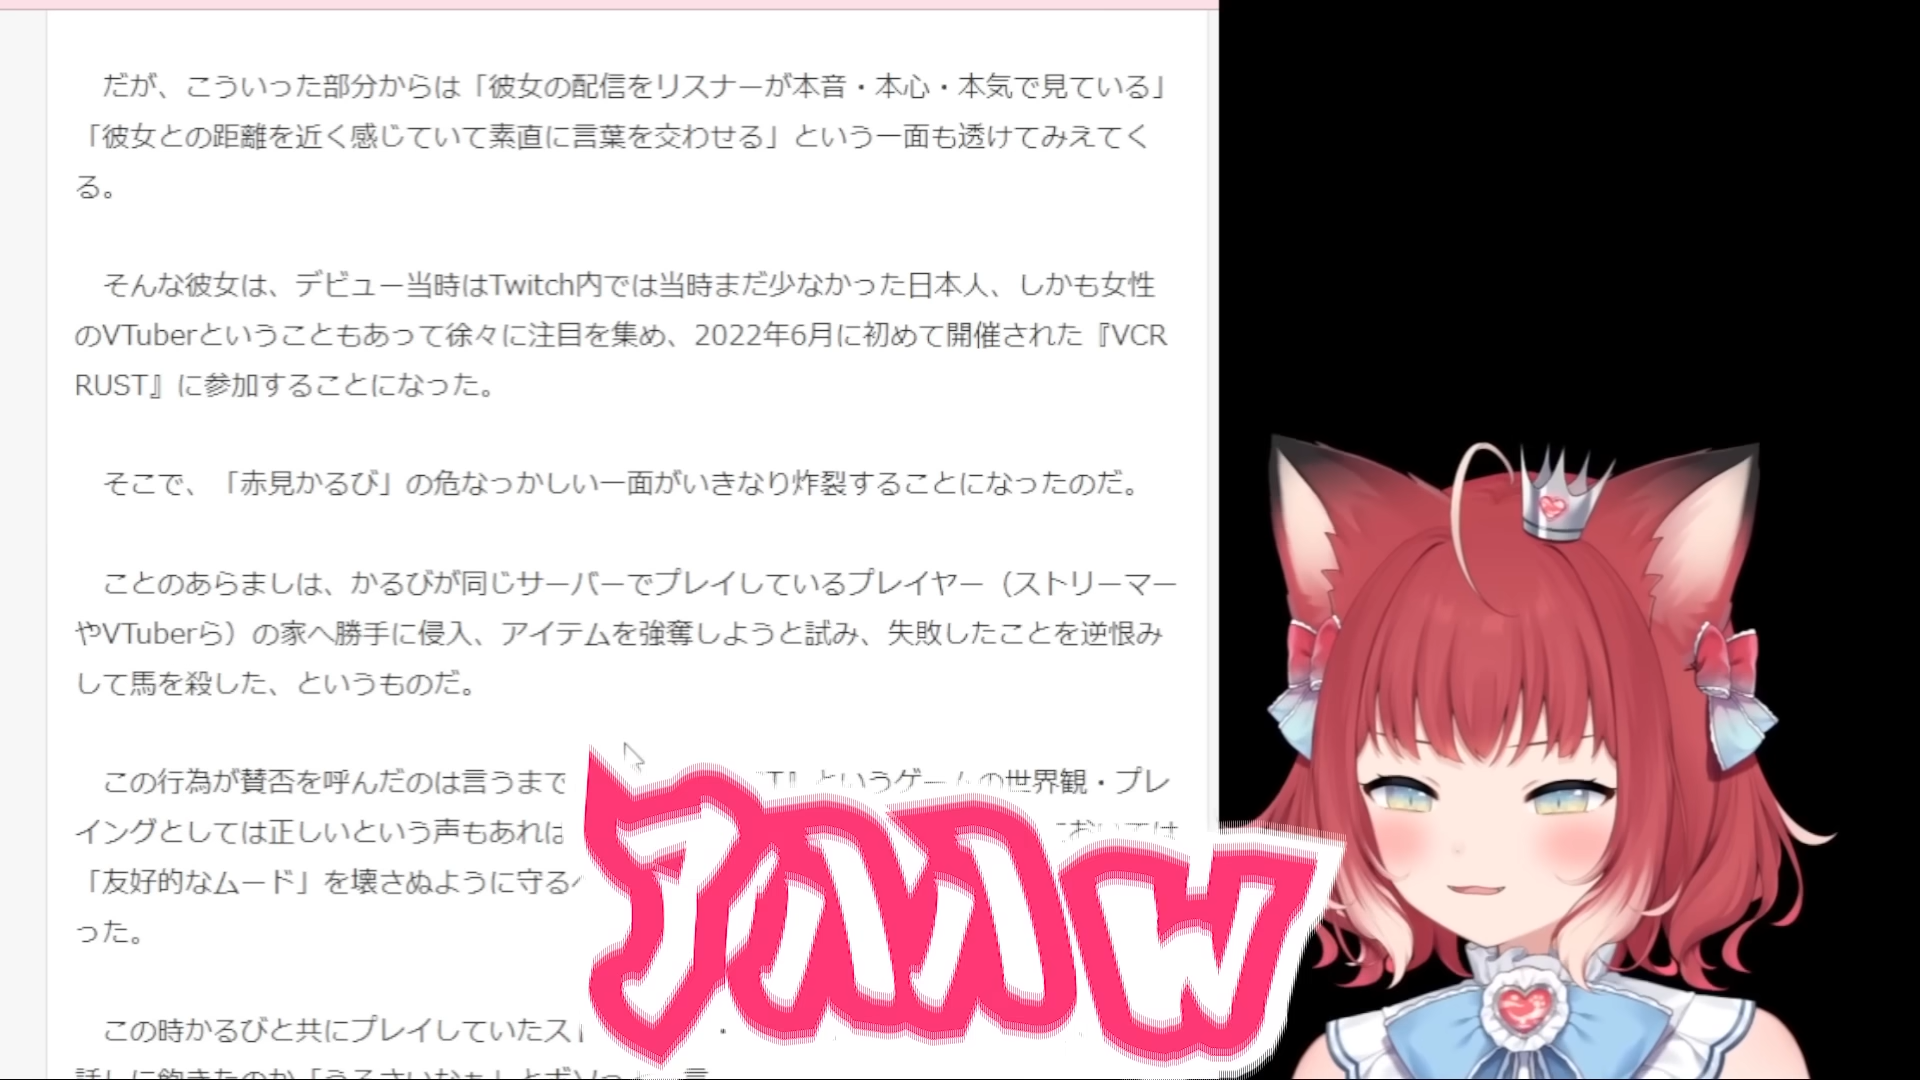 だが、こういった部分からは「彼女の配信をリスナーが本音・本心・本気で見ている」
「彼女との距離を近く感じていて素直に言葉を交わせる」という一面も透けてみえてく
る。
そんな彼女は、デビュー当時はTwitch内では当時まだ少なかった日本人、しかも女性
のVTuberということもあって徐々に注目を集め、2022年6月に初めて開催された『VCR
RUST』に参加することになった。
そこで、「赤見かるび」の危なっかしい一面がいきなり炸裂することになったのだ。
ことのあらましは、かるびが同じサーバーでプレイしているプレイヤー（ストリーマー
やVTuberら）の家へ勝手に侵入、アイテムを強奪しようと試み、失敗したことを逆恨み
して馬を殺した、というものだ。
この行為が賛否を呼んだのは言うまで T』というゲームの世界観・プレ
イングとしては正しいという声もあれば においては
「友好的なムード」を壊さぬように守るべ
った。
この時かるびと共にプレイしていたスト
アハハw